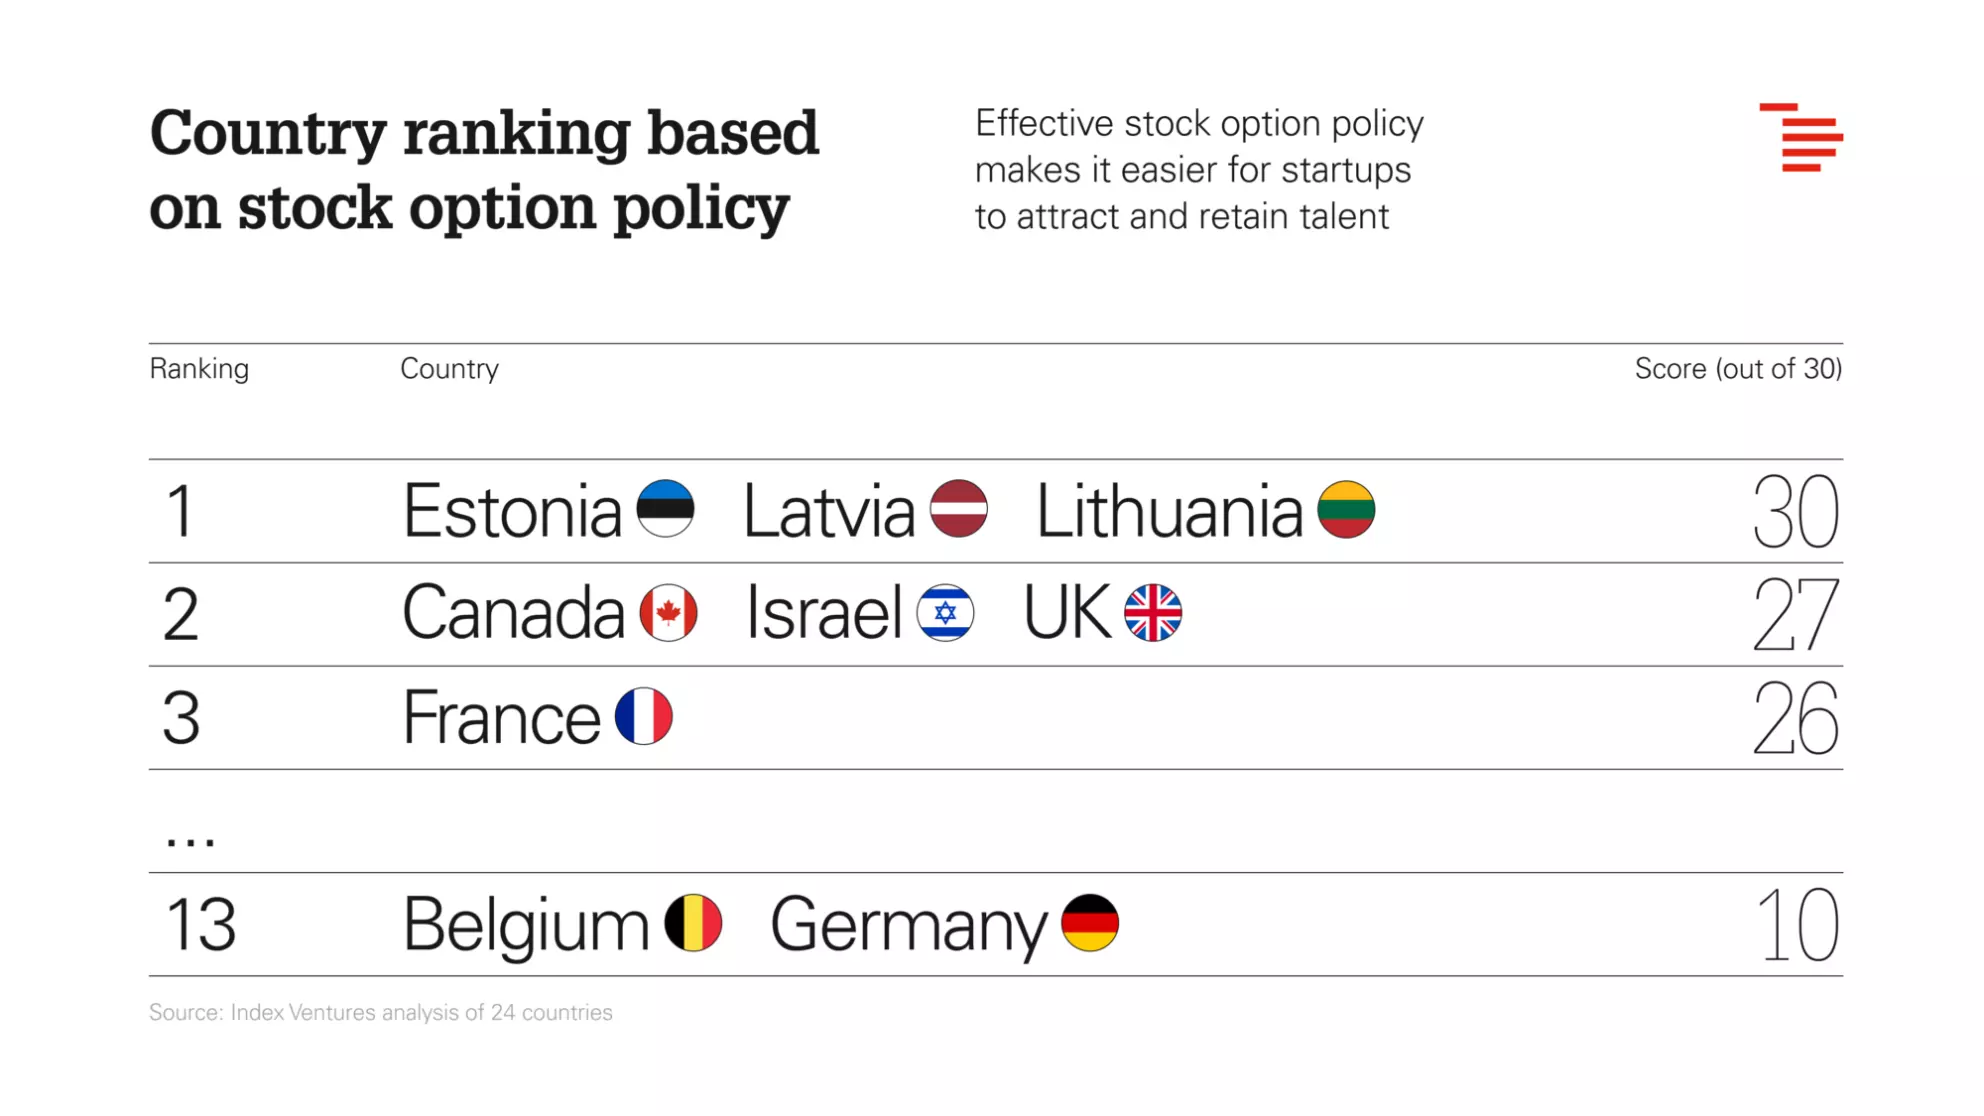 Country ranking based
on stock option policy
Effective stock option policy
makes it easier for startups
to attract and retain talent
Ranking Country Score (out of 30)
1 Estonia Latvia Lithuania 30
2 Canada Israel UK 27
3 France 26
...
13 Belgium Germany 10
Source: Index Ventures analysis of 24 countries